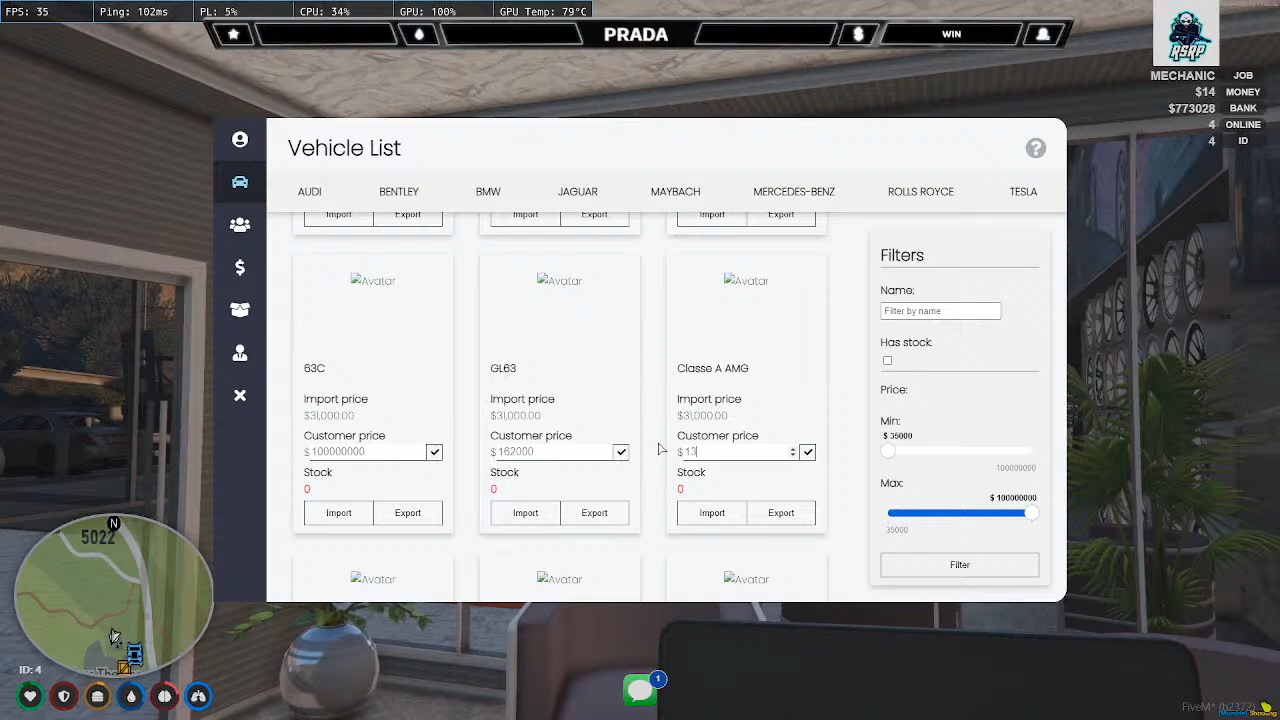 FPS: 35 Ping: 102ms PL: 5% CPU: 34% GPU: 100% GPU Temp: 79°C
PRADA
WIN
RSRP
MECHANIC JOB
$14 MONEY
$773028 BANK
4 ONLINE
4 ID
Vehicle List
?
AUDI BENTLEY BMW JAGUAR MAYBACH MERCEDES-BENZ ROLLS ROYCE TESLA
Import Export Import Export Import Export
Avatar Avatar Avatar
63C GL63 Classe A AMG
Import price Import price Import price
$31,000.00 $31,000.00 $31,000.00
Customer price Customer price Customer price
$ 100000000 $ 162000 $ 13
Stock Stock Stock
0 0 0
Import Export Import Export Import Export
Avatar Avatar Avatar
Filters
Name:
Filter by name
Has stock:
Price:
Min:
$ 35000
100000000
Max:
$ 100000000
35000
Filter
N
5022
ID: 4
1
FiveM* (b2372)